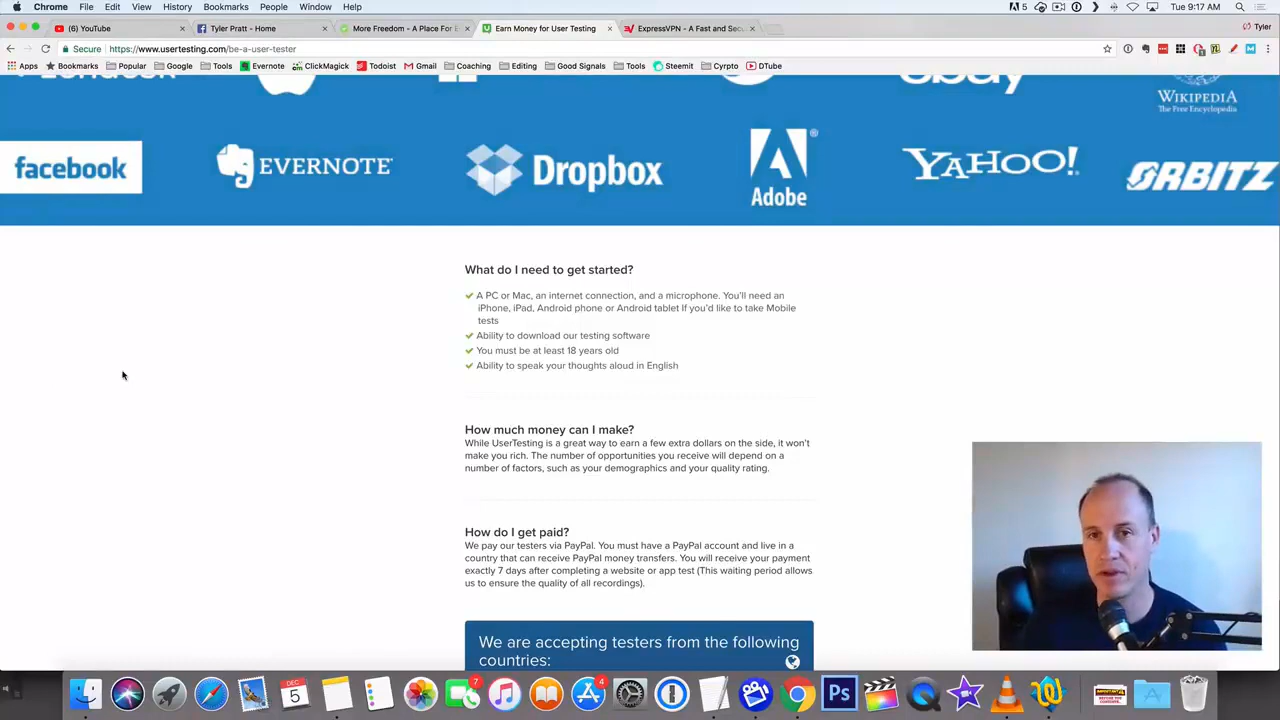 Chrome File Edit View History Bookmarks People Window Help 5 Tue 9:17 AM
(6) YouTube Tyler Pratt - Home More Freedom - A Place For E Earn Money for User Testing ExpressVPN - A Fast and Secu Tyler
Secure https://www.usertesting.com/be-a-user-tester
Apps Bookmarks Popular Google Tools Evernote ClickMagick Todoist Gmail Coaching Editing Good Signals Tools Steemit Cyrpto DTube
ebay
WIKIPEDIA
The Free Encyclopedia
facebook EVERNOTE Dropbox Adobe YAHOO! ORBITZ
What do I need to get started?
A PC or Mac, an internet connection, and a microphone. You'll need an
iPhone, iPad, Android phone or Android tablet If you'd like to take Mobile
tests
Ability to download our testing software
You must be at least 18 years old
Ability to speak your thoughts aloud in English
How much money can I make?
While UserTesting is a great way to earn a few extra dollars on the side, it won't
make you rich. The number of opportunities you receive will depend on a
number of factors, such as your demographics and your quality rating.
How do I get paid?
We pay our testers via PayPal. You must have a PayPal account and live in a
country that can receive PayPal money transfers. You will receive your payment
exactly 7 days after completing a website or app test (This waiting period allows
us to ensure the quality of all recordings).
We are accepting testers from the following
countries:
DEC
5 7 4 Ps